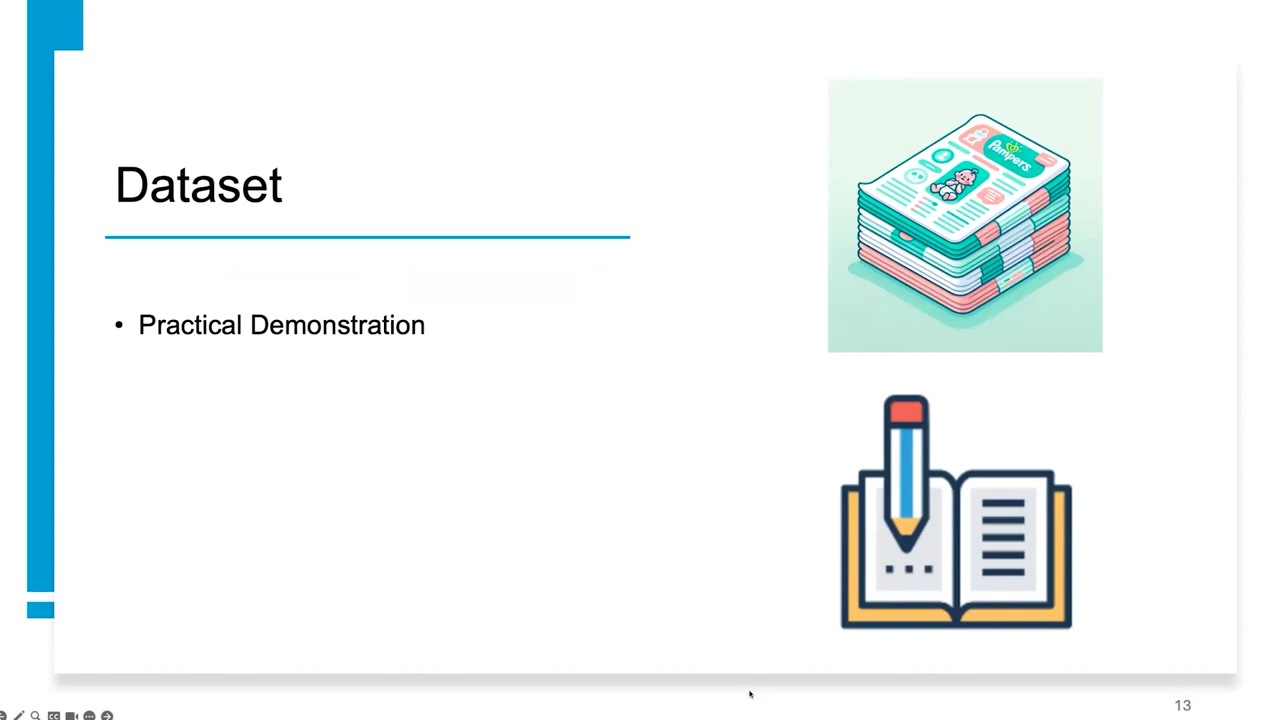 Dataset
• Practical Demonstration
Pampers
13